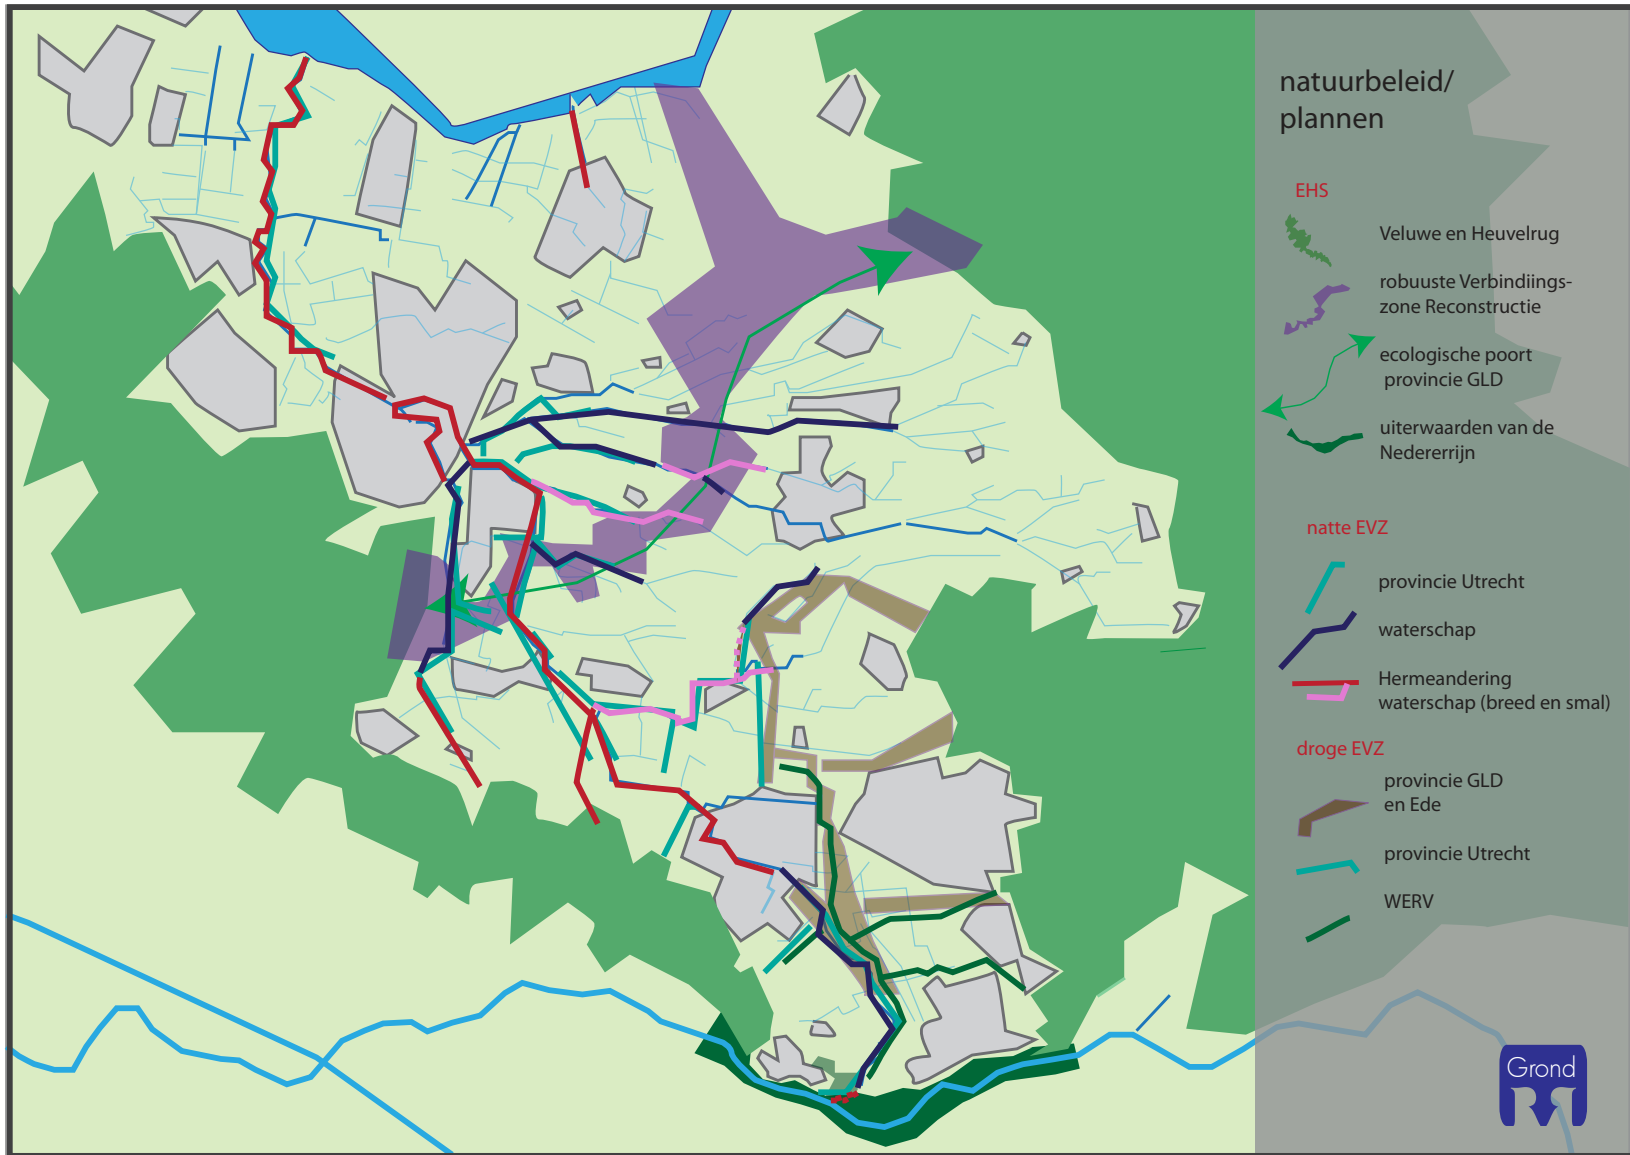 natuurbeleid/
plannen
EHS
Veluwe en Heuvelrug
robuuste Verbindiings-
zone Reconstructie
ecologische poort
provincie GLD
uiterwaarden van de
Nedererrijn
natte EVZ
provincie Utrecht
waterschap
Hermeandering
waterschap (breed en smal)
droge EVZ
provincie GLD
en Ede
provincie Utrecht
WERV
Grond